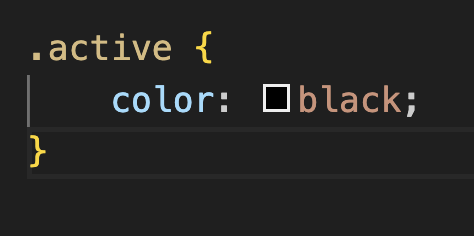 .active {
    color: black;
}